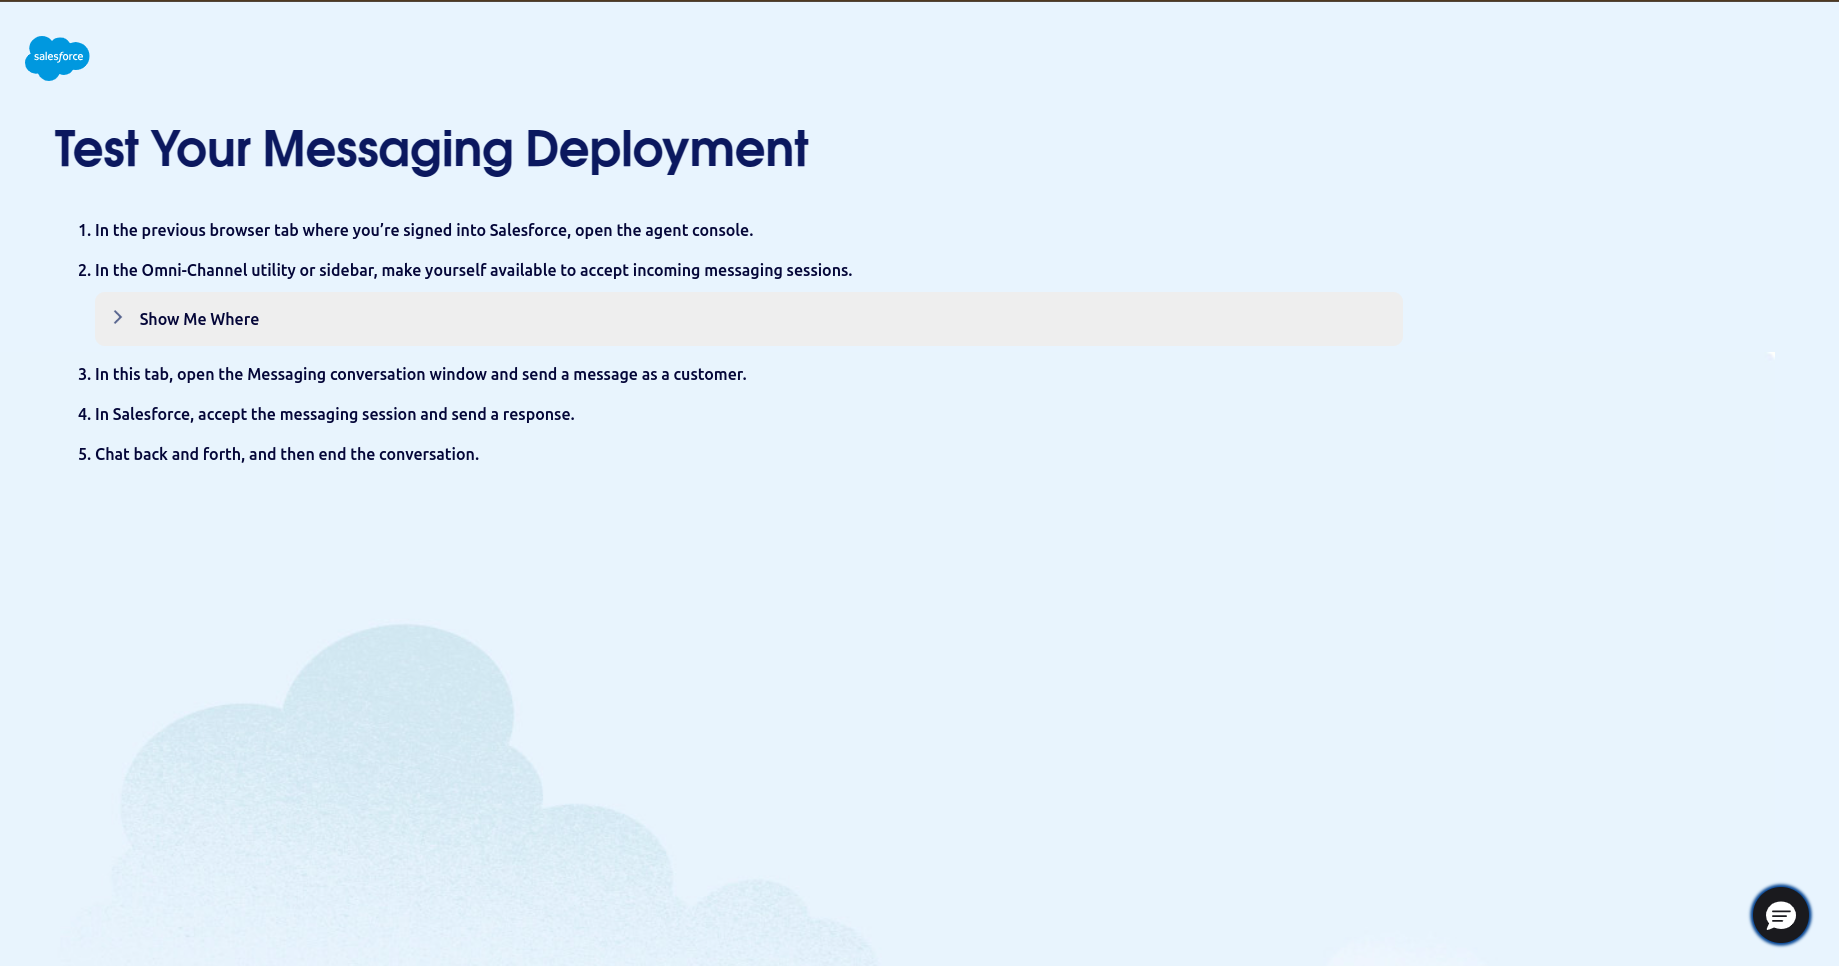 salesforce
Test Your Messaging Deployment
1. In the previous browser tab where you’re signed into Salesforce, open the agent console.
2. In the Omni-Channel utility or sidebar, make yourself available to accept incoming messaging sessions.
Show Me Where
3. In this tab, open the Messaging conversation window and send a message as a customer.
4. In Salesforce, accept the messaging session and send a response.
5. Chat back and forth, and then end the conversation.